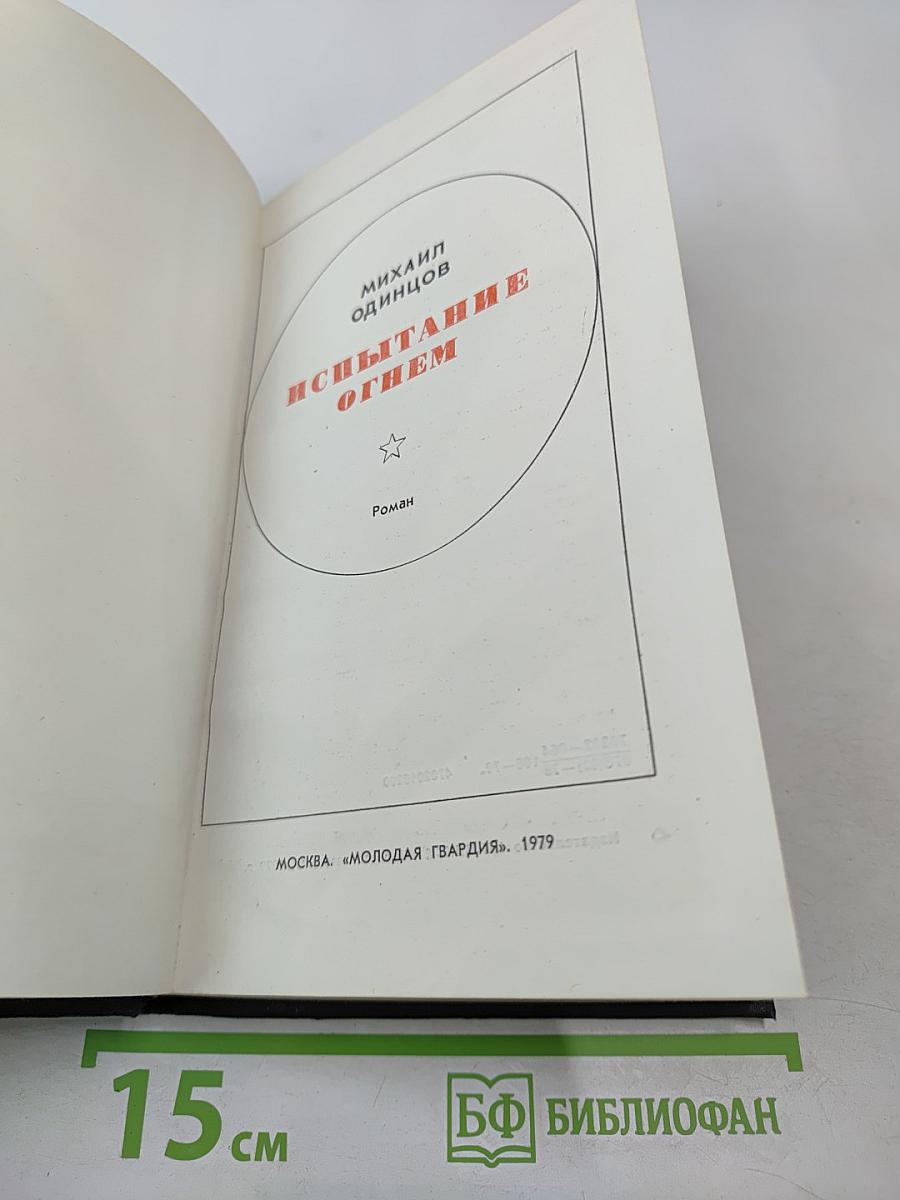 МИХАИЛ
ОДИНЦОВ
ИСПЫТАНИЕ
ОГНЕМ
Роман
МОСКВА. «МОЛОДАЯ ГВАРДИЯ». 1979
15 см
БФ БИБЛИОФАН